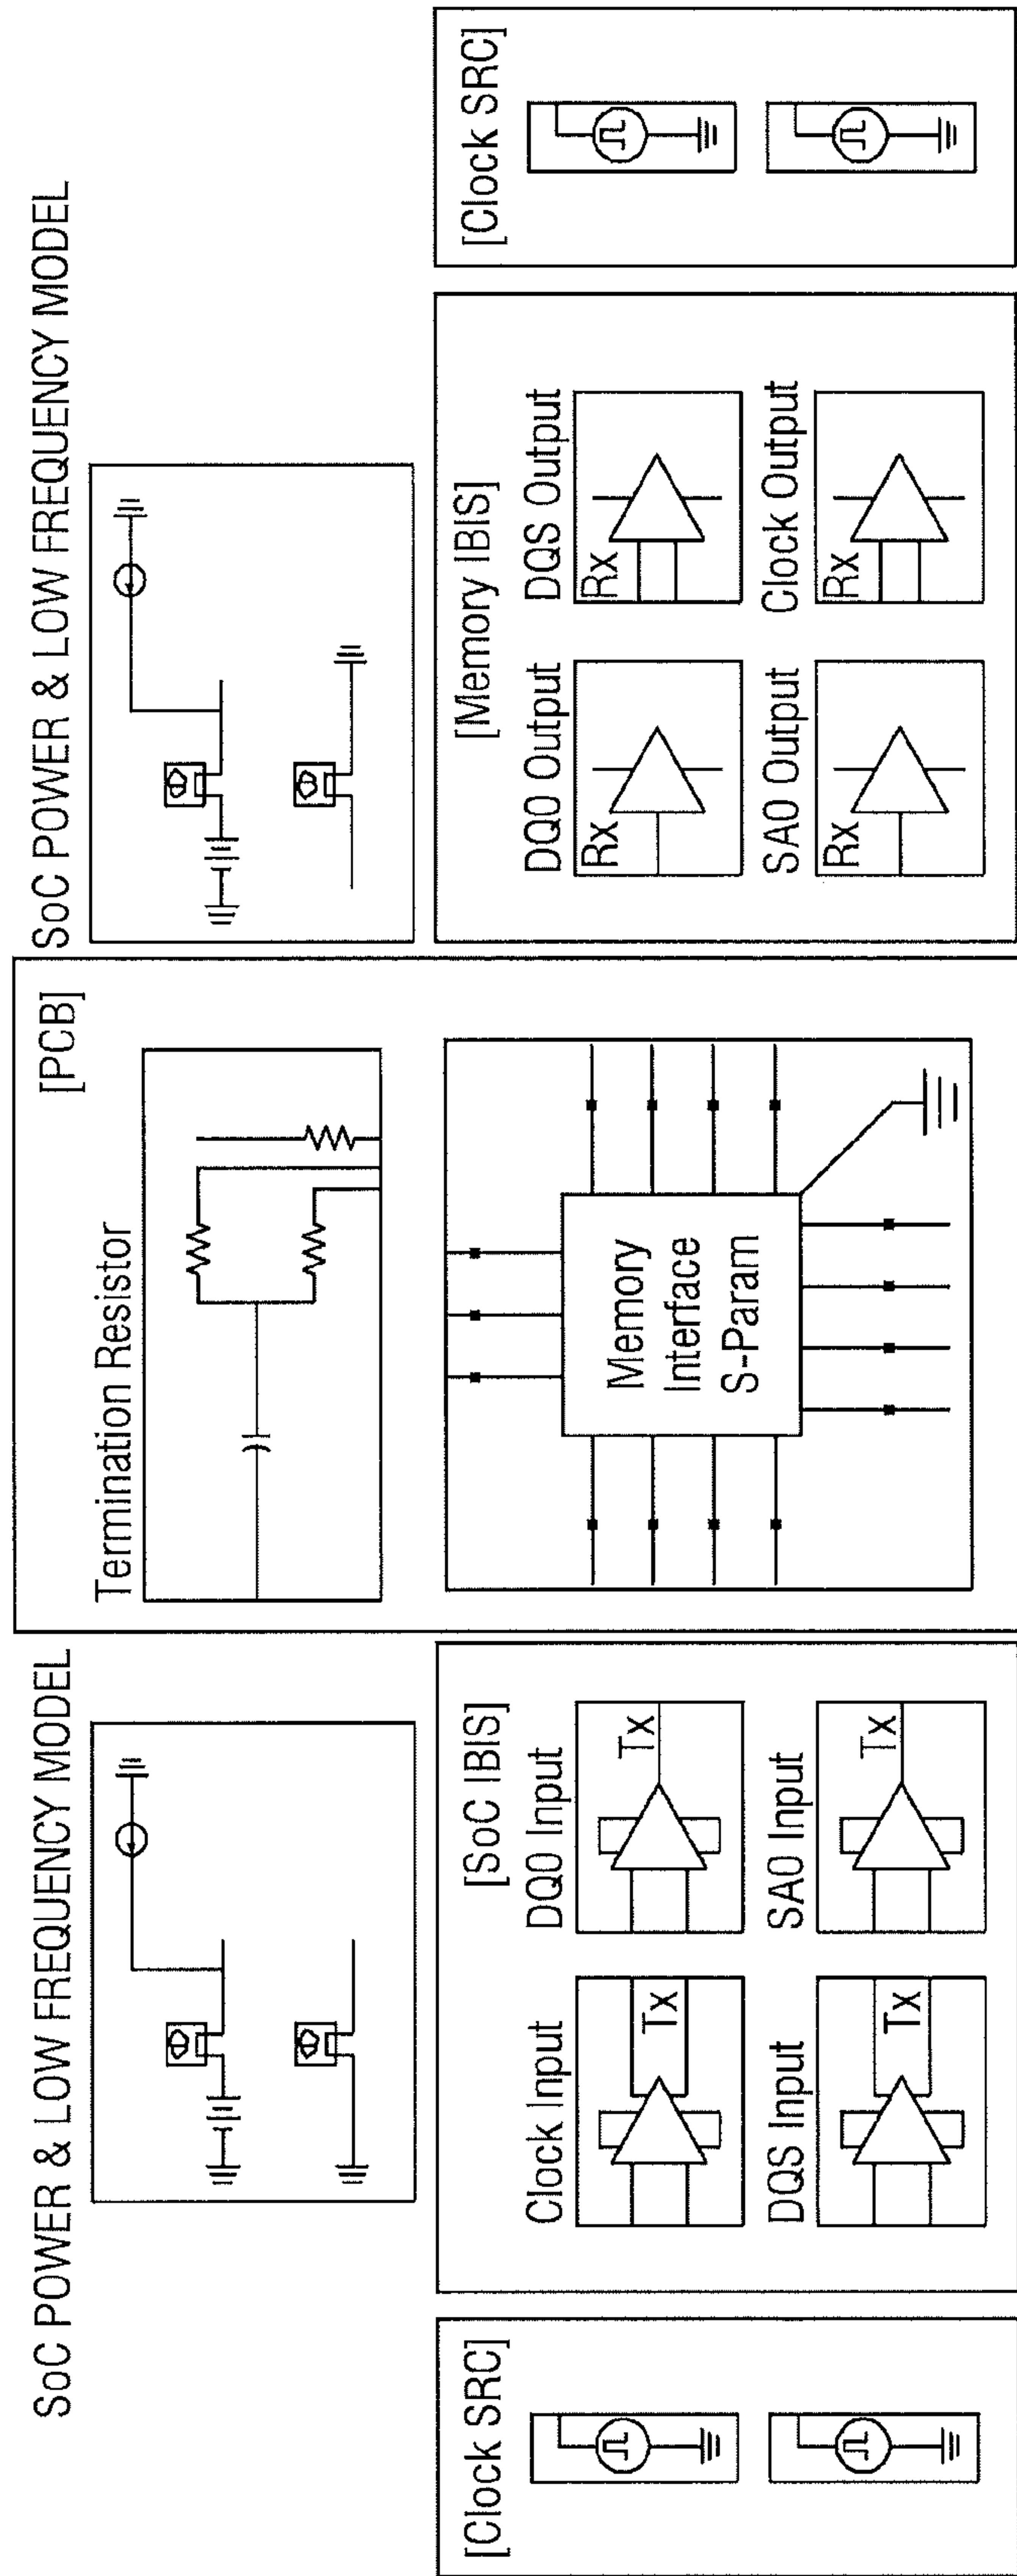 SoC POWER & LOW FREQUENCY MODEL
[Clock SRC]
[SoC IBIS]
Clock Input
DQ0 Input
Tx
Tx
DQS Input
SA0 Input
Tx
Tx
[PCB]
Termination Resistor
Memory
Interface
S-Param
SoC POWER & LOW FREQUENCY MODEL
[Memory IBIS]
DQ0 Output
DQS Output
Rx
Rx
SA0 Output
Clock Output
Rx
Rx
[Clock SRC]